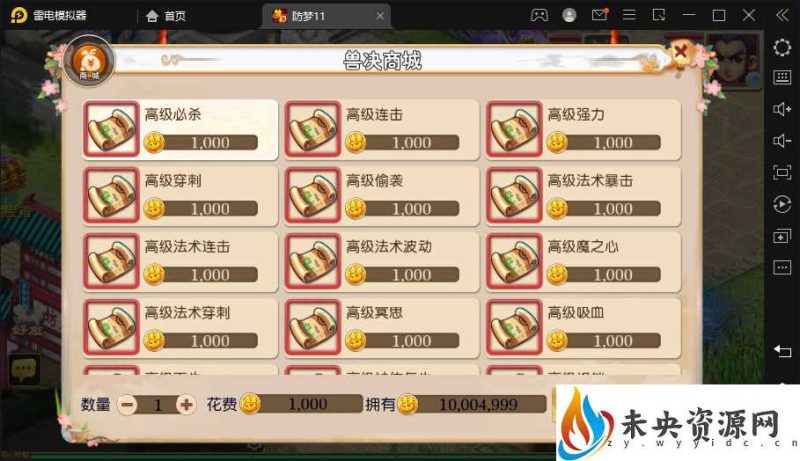 雷电模拟器
首页
防梦11
商城
兽决商城
高级必杀
1,000
高级连击
1,000
高级强力
1,000
高级穿刺
1,000
高级偷袭
1,000
高级法术暴击
1,000
高级法术连击
1,000
高级法术波动
1,000
高级魔之心
1,000
高级法术穿刺
1,000
高级冥思
1,000
高级吸血
1,000
数量
1
花费
1,000
拥有
10,004,999
好友
未央资源网
zy.wyyidc.cn